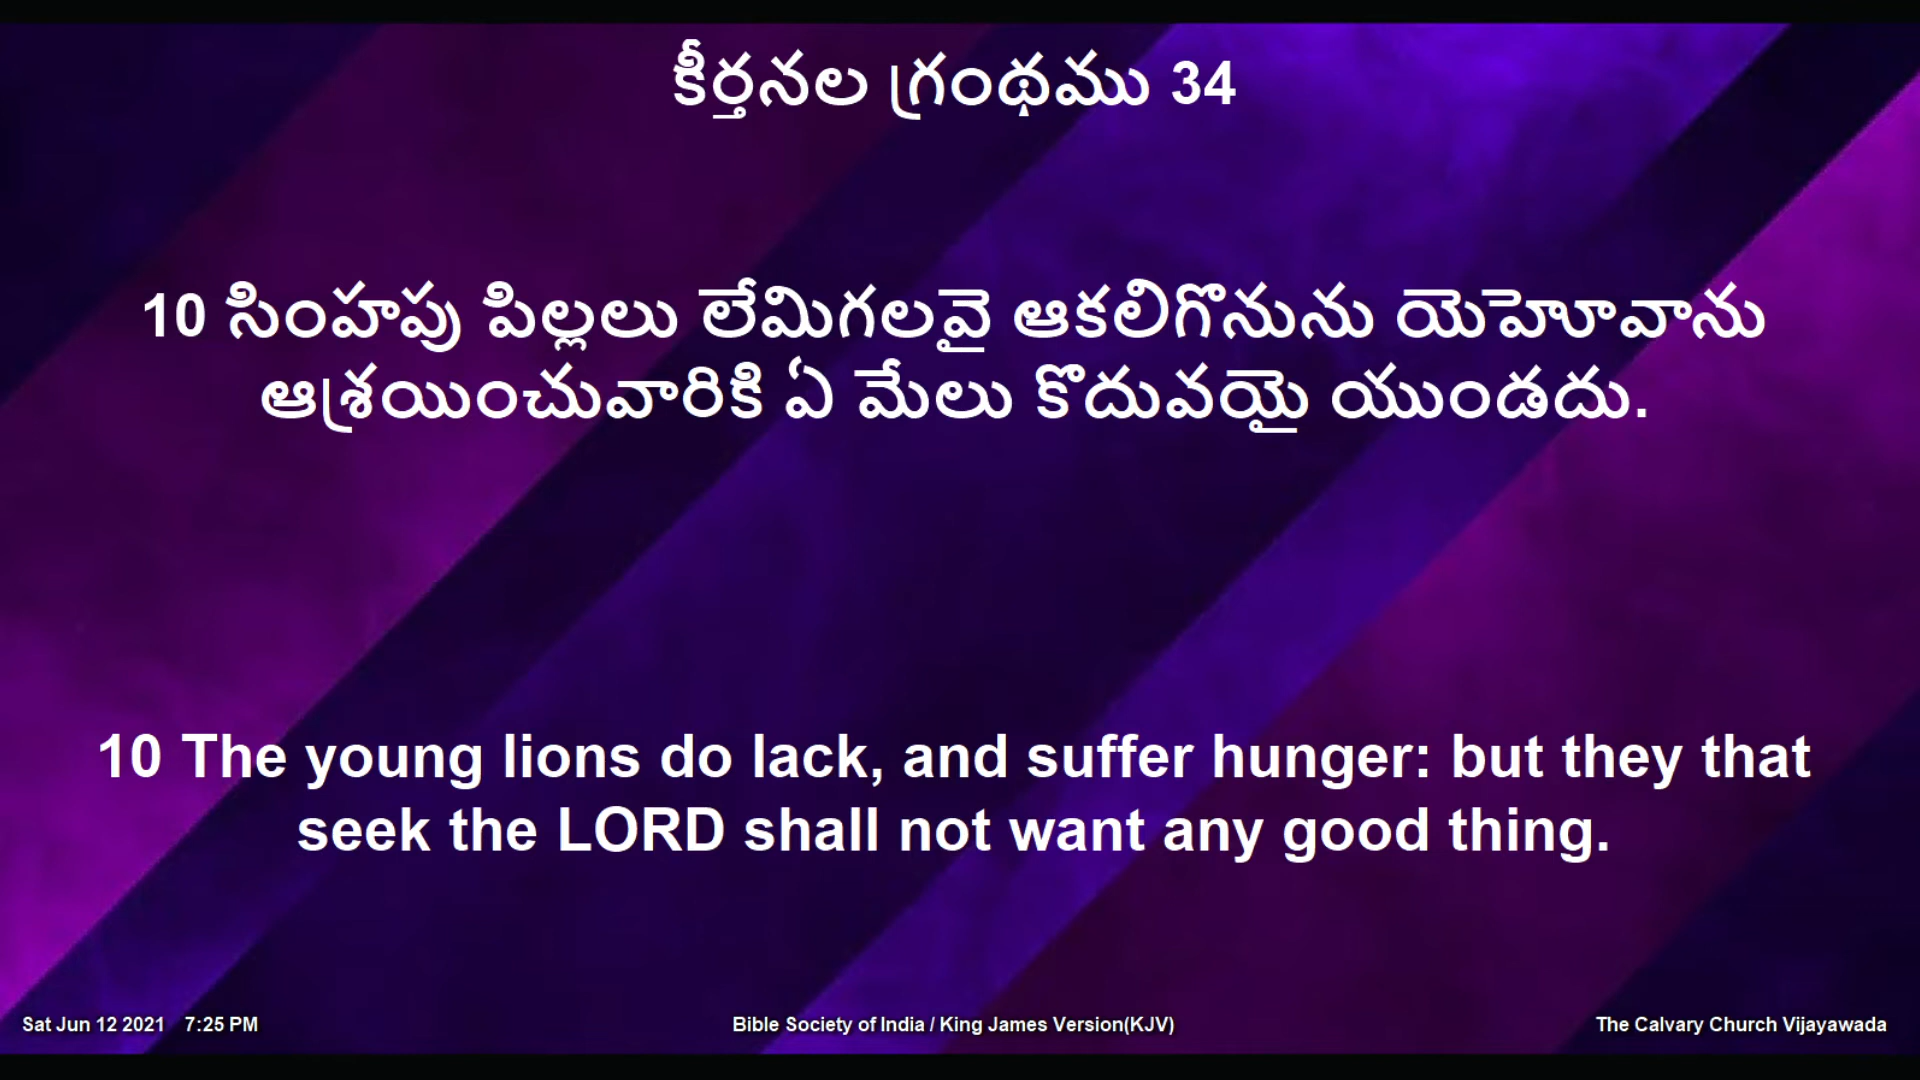 కీర్తనల గ్రంథము 34
10 సింహపు పిల్లలు లేమిగలవై ఆకలిగొనును యెహెూవాను
ఆశ్రయించువారికి ఏ మేలు కొదువయై యుండదు.
10 The young lions do lack, and suffer hunger: but they that
seek the LORD shall not want any good thing.
Sat Jun 12 2021 7:25 PM
Bible Society of India / King James Version(KJV)
The Calvary Church Vijayawada